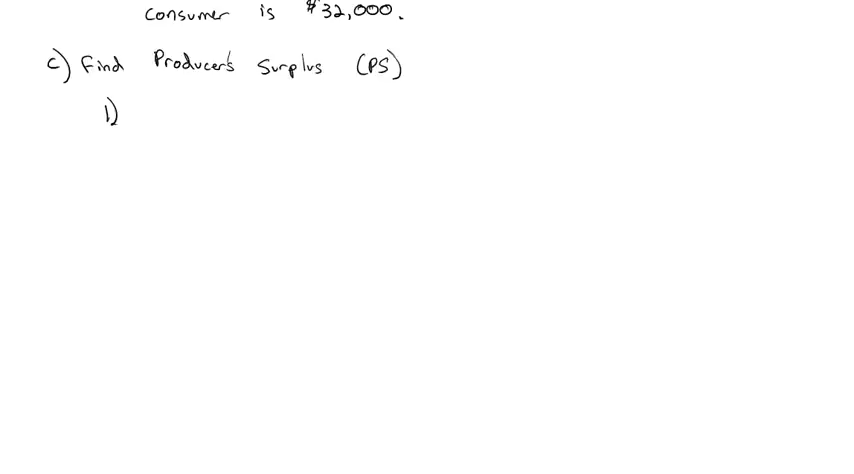 consumer is $32,000.
c) Find Producer's Surplus (PS)
1)